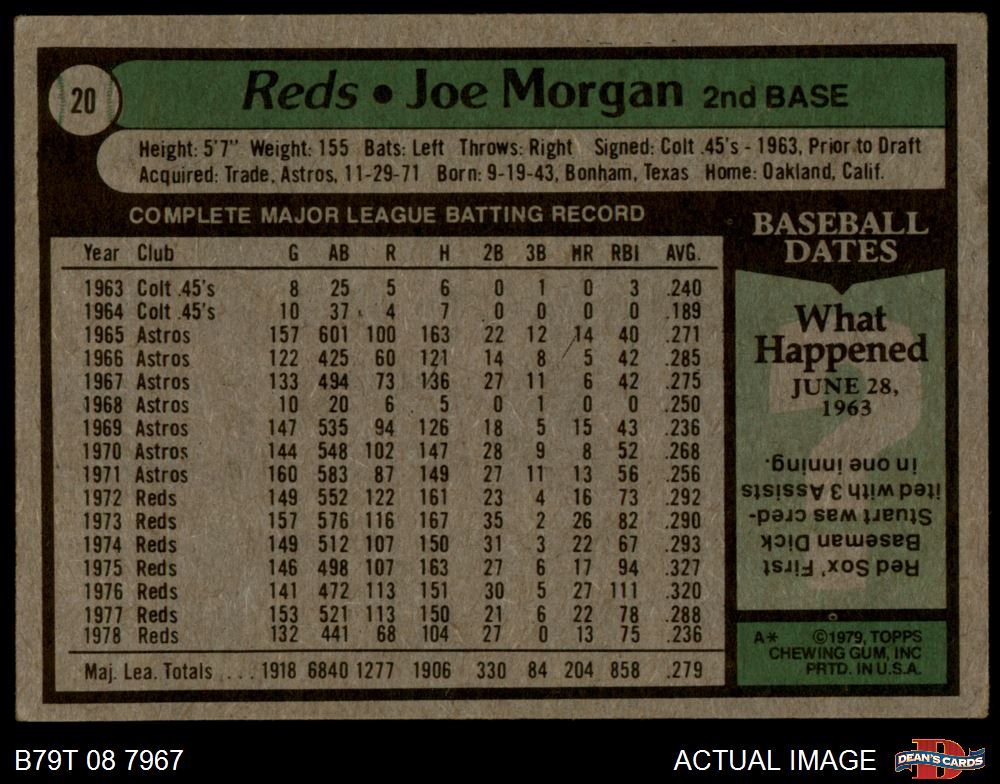 20
Reds • Joe Morgan 2nd BASE
Height: 5'7" Weight: 155 Bats: Left Throws: Right Signed: Colt .45's - 1963, Prior to Draft
Acquired: Trade, Astros, 11-29-71 Born: 9-19-43, Bonham, Texas Home: Oakland, Calif.
COMPLETE MAJOR LEAGUE BATTING RECORD
Year Club G AB R H 2B 3B HR RBI AVG.
1963 Colt .45's 8 25 5 6 0 1 0 3 .240
1964 Colt .45's 10 37 4 7 0 0 0 0 .189
1965 Astros 157 601 100 163 22 12 14 40 .271
1966 Astros 122 425 60 121 14 8 5 42 .285
1967 Astros 133 494 73 136 27 11 6 42 .275
1968 Astros 10 20 6 5 0 1 0 0 .250
1969 Astros 147 535 94 126 18 5 15 43 .236
1970 Astros 144 548 102 147 28 9 8 52 .268
1971 Astros 160 583 87 149 27 11 13 56 .256
1972 Reds 149 552 122 161 23 4 16 73 .292
1973 Reds 157 576 116 167 35 2 26 82 .290
1974 Reds 149 512 107 150 31 3 22 67 .293
1975 Reds 146 498 107 163 27 6 17 94 .327
1976 Reds 141 472 113 151 30 5 27 111 .320
1977 Reds 153 521 113 150 21 6 22 78 .288
1978 Reds 132 441 68 104 27 0 13 75 .236
Maj. Lea. Totals ... 1918 6840 1277 1906 330 84 204 858 .279
BASEBALL
DATES
What
Happened
JUNE 28,
1963
Red Sox' First
Baseman Dick
Stuart was cred-
ited with 3 Assists
in one inning.
A* ©1979, TOPPS
CHEWING GUM, INC
PRTD. IN U.S.A.
B79T 08 7967
ACTUAL IMAGE
D
DEAN'S CARDS